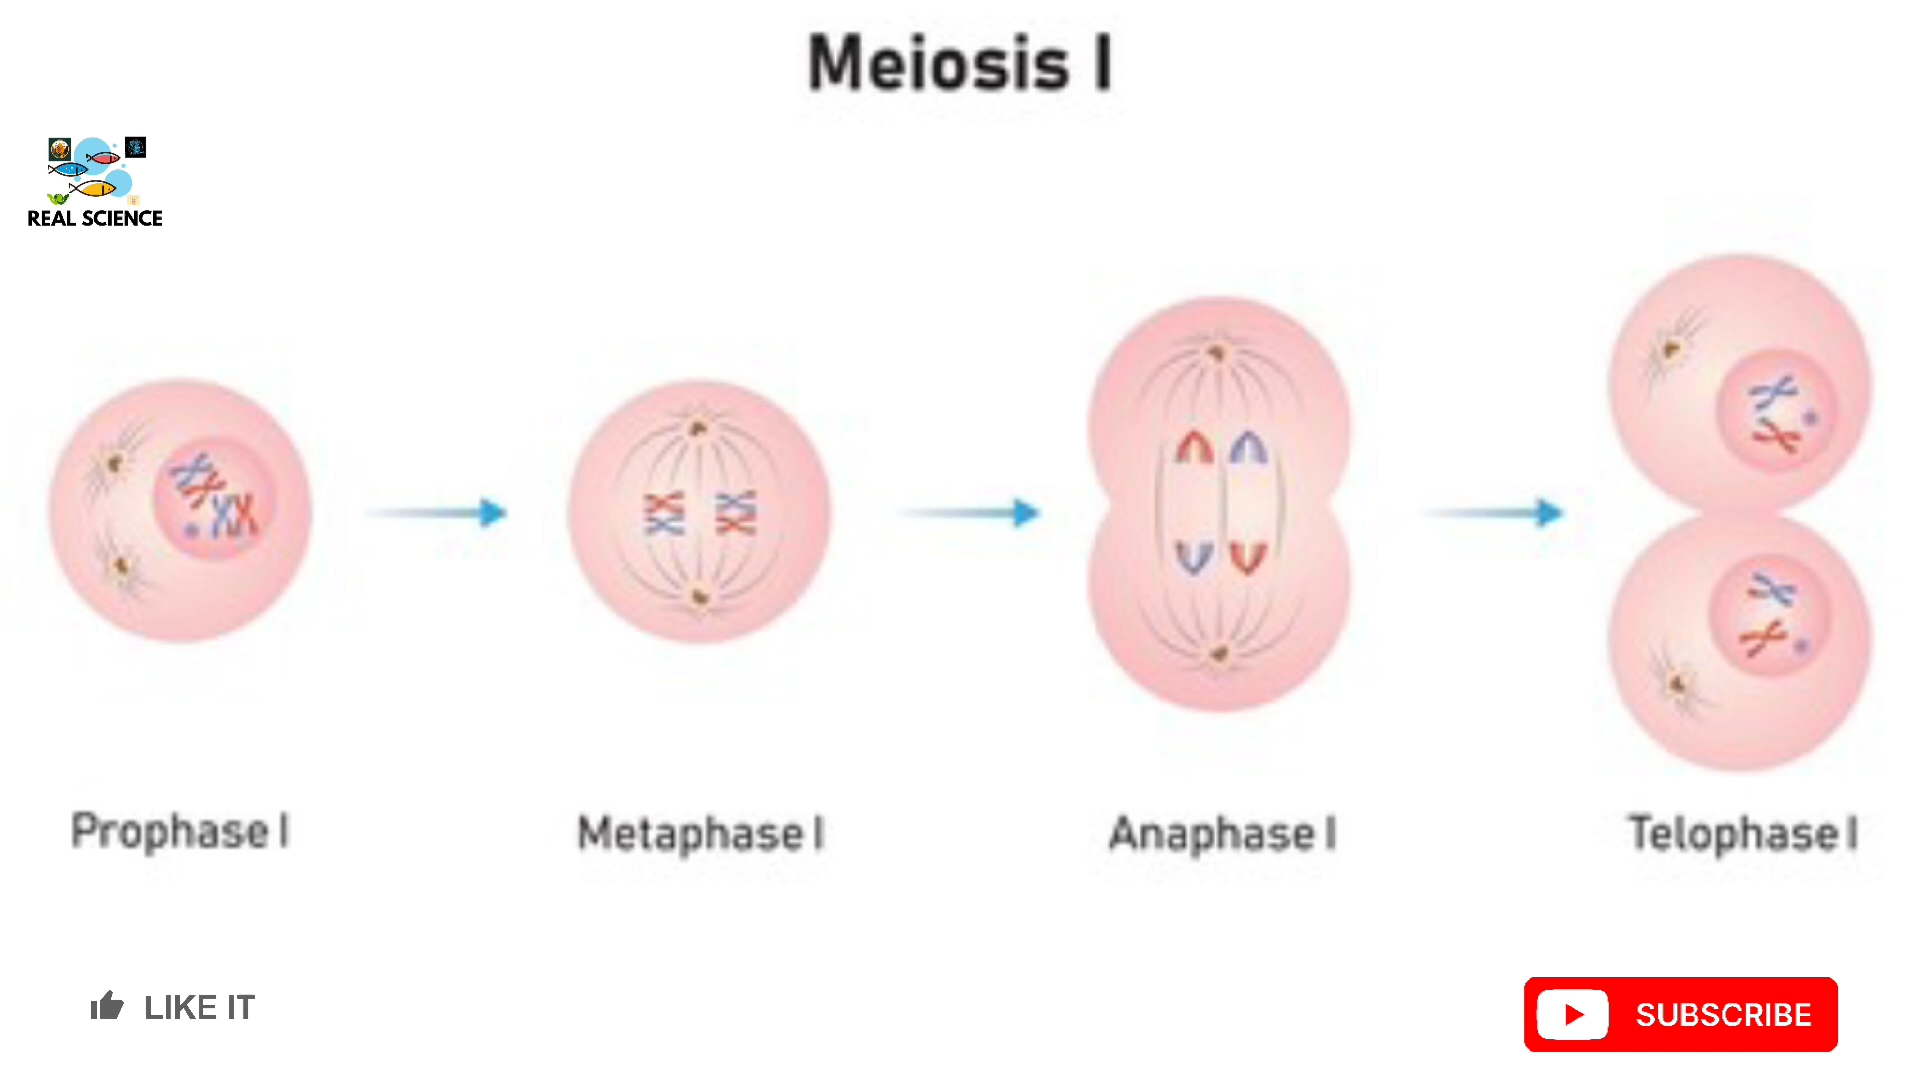 Meiosis I
REAL SCIENCE
Prophase I
Metaphase I
Anaphase I
Telophase I
LIKE IT
SUBSCRIBE